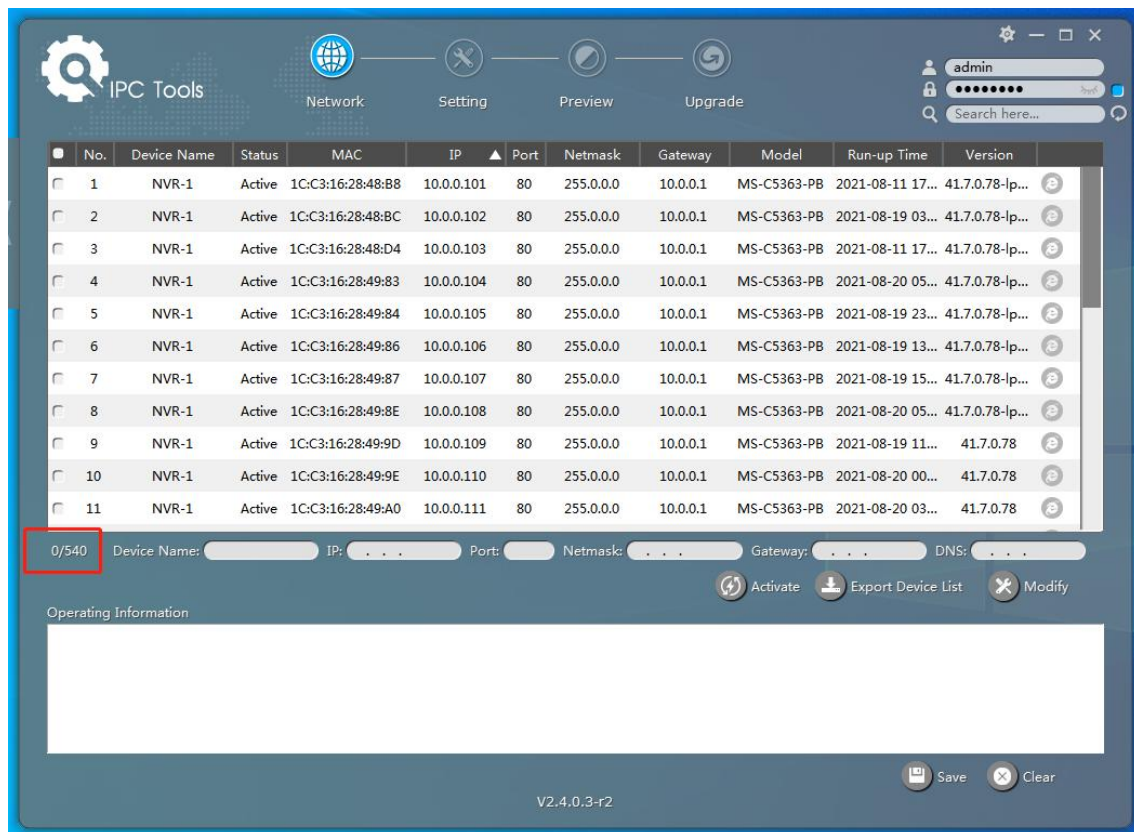 IPC Tools
Network Setting Preview Upgrade
admin
●●●●●●●●
Search here...
No. Device Name Status MAC IP Port Netmask Gateway Model Run-up Time Version
1 NVR-1 Active 1C:C3:16:28:48:B8 10.0.0.101 80 255.0.0.0 10.0.0.1 MS-C5363-PB 2021-08-11 17... 41.7.0.78-lp...
2 NVR-1 Active 1C:C3:16:28:48:BC 10.0.0.102 80 255.0.0.0 10.0.0.1 MS-C5363-PB 2021-08-19 03... 41.7.0.78-lp...
3 NVR-1 Active 1C:C3:16:28:48:D4 10.0.0.103 80 255.0.0.0 10.0.0.1 MS-C5363-PB 2021-08-11 17... 41.7.0.78-lp...
4 NVR-1 Active 1C:C3:16:28:49:83 10.0.0.104 80 255.0.0.0 10.0.0.1 MS-C5363-PB 2021-08-20 05... 41.7.0.78-lp...
5 NVR-1 Active 1C:C3:16:28:49:84 10.0.0.105 80 255.0.0.0 10.0.0.1 MS-C5363-PB 2021-08-19 23... 41.7.0.78-lp...
6 NVR-1 Active 1C:C3:16:28:49:86 10.0.0.106 80 255.0.0.0 10.0.0.1 MS-C5363-PB 2021-08-19 13... 41.7.0.78-lp...
7 NVR-1 Active 1C:C3:16:28:49:87 10.0.0.107 80 255.0.0.0 10.0.0.1 MS-C5363-PB 2021-08-19 15... 41.7.0.78-lp...
8 NVR-1 Active 1C:C3:16:28:49:8E 10.0.0.108 80 255.0.0.0 10.0.0.1 MS-C5363-PB 2021-08-20 05... 41.7.0.78-lp...
9 NVR-1 Active 1C:C3:16:28:49:9D 10.0.0.109 80 255.0.0.0 10.0.0.1 MS-C5363-PB 2021-08-19 11... 41.7.0.78
10 NVR-1 Active 1C:C3:16:28:49:9E 10.0.0.110 80 255.0.0.0 10.0.0.1 MS-C5363-PB 2021-08-20 00... 41.7.0.78
11 NVR-1 Active 1C:C3:16:28:49:A0 10.0.0.111 80 255.0.0.0 10.0.0.1 MS-C5363-PB 2021-08-20 03... 41.7.0.78
0/540 Device Name: IP: . . . Port: Netmask: . . . Gateway: . . . DNS: . . .
Activate Export Device List Modify
Operating Information
Save Clear
V2.4.0.3-r2